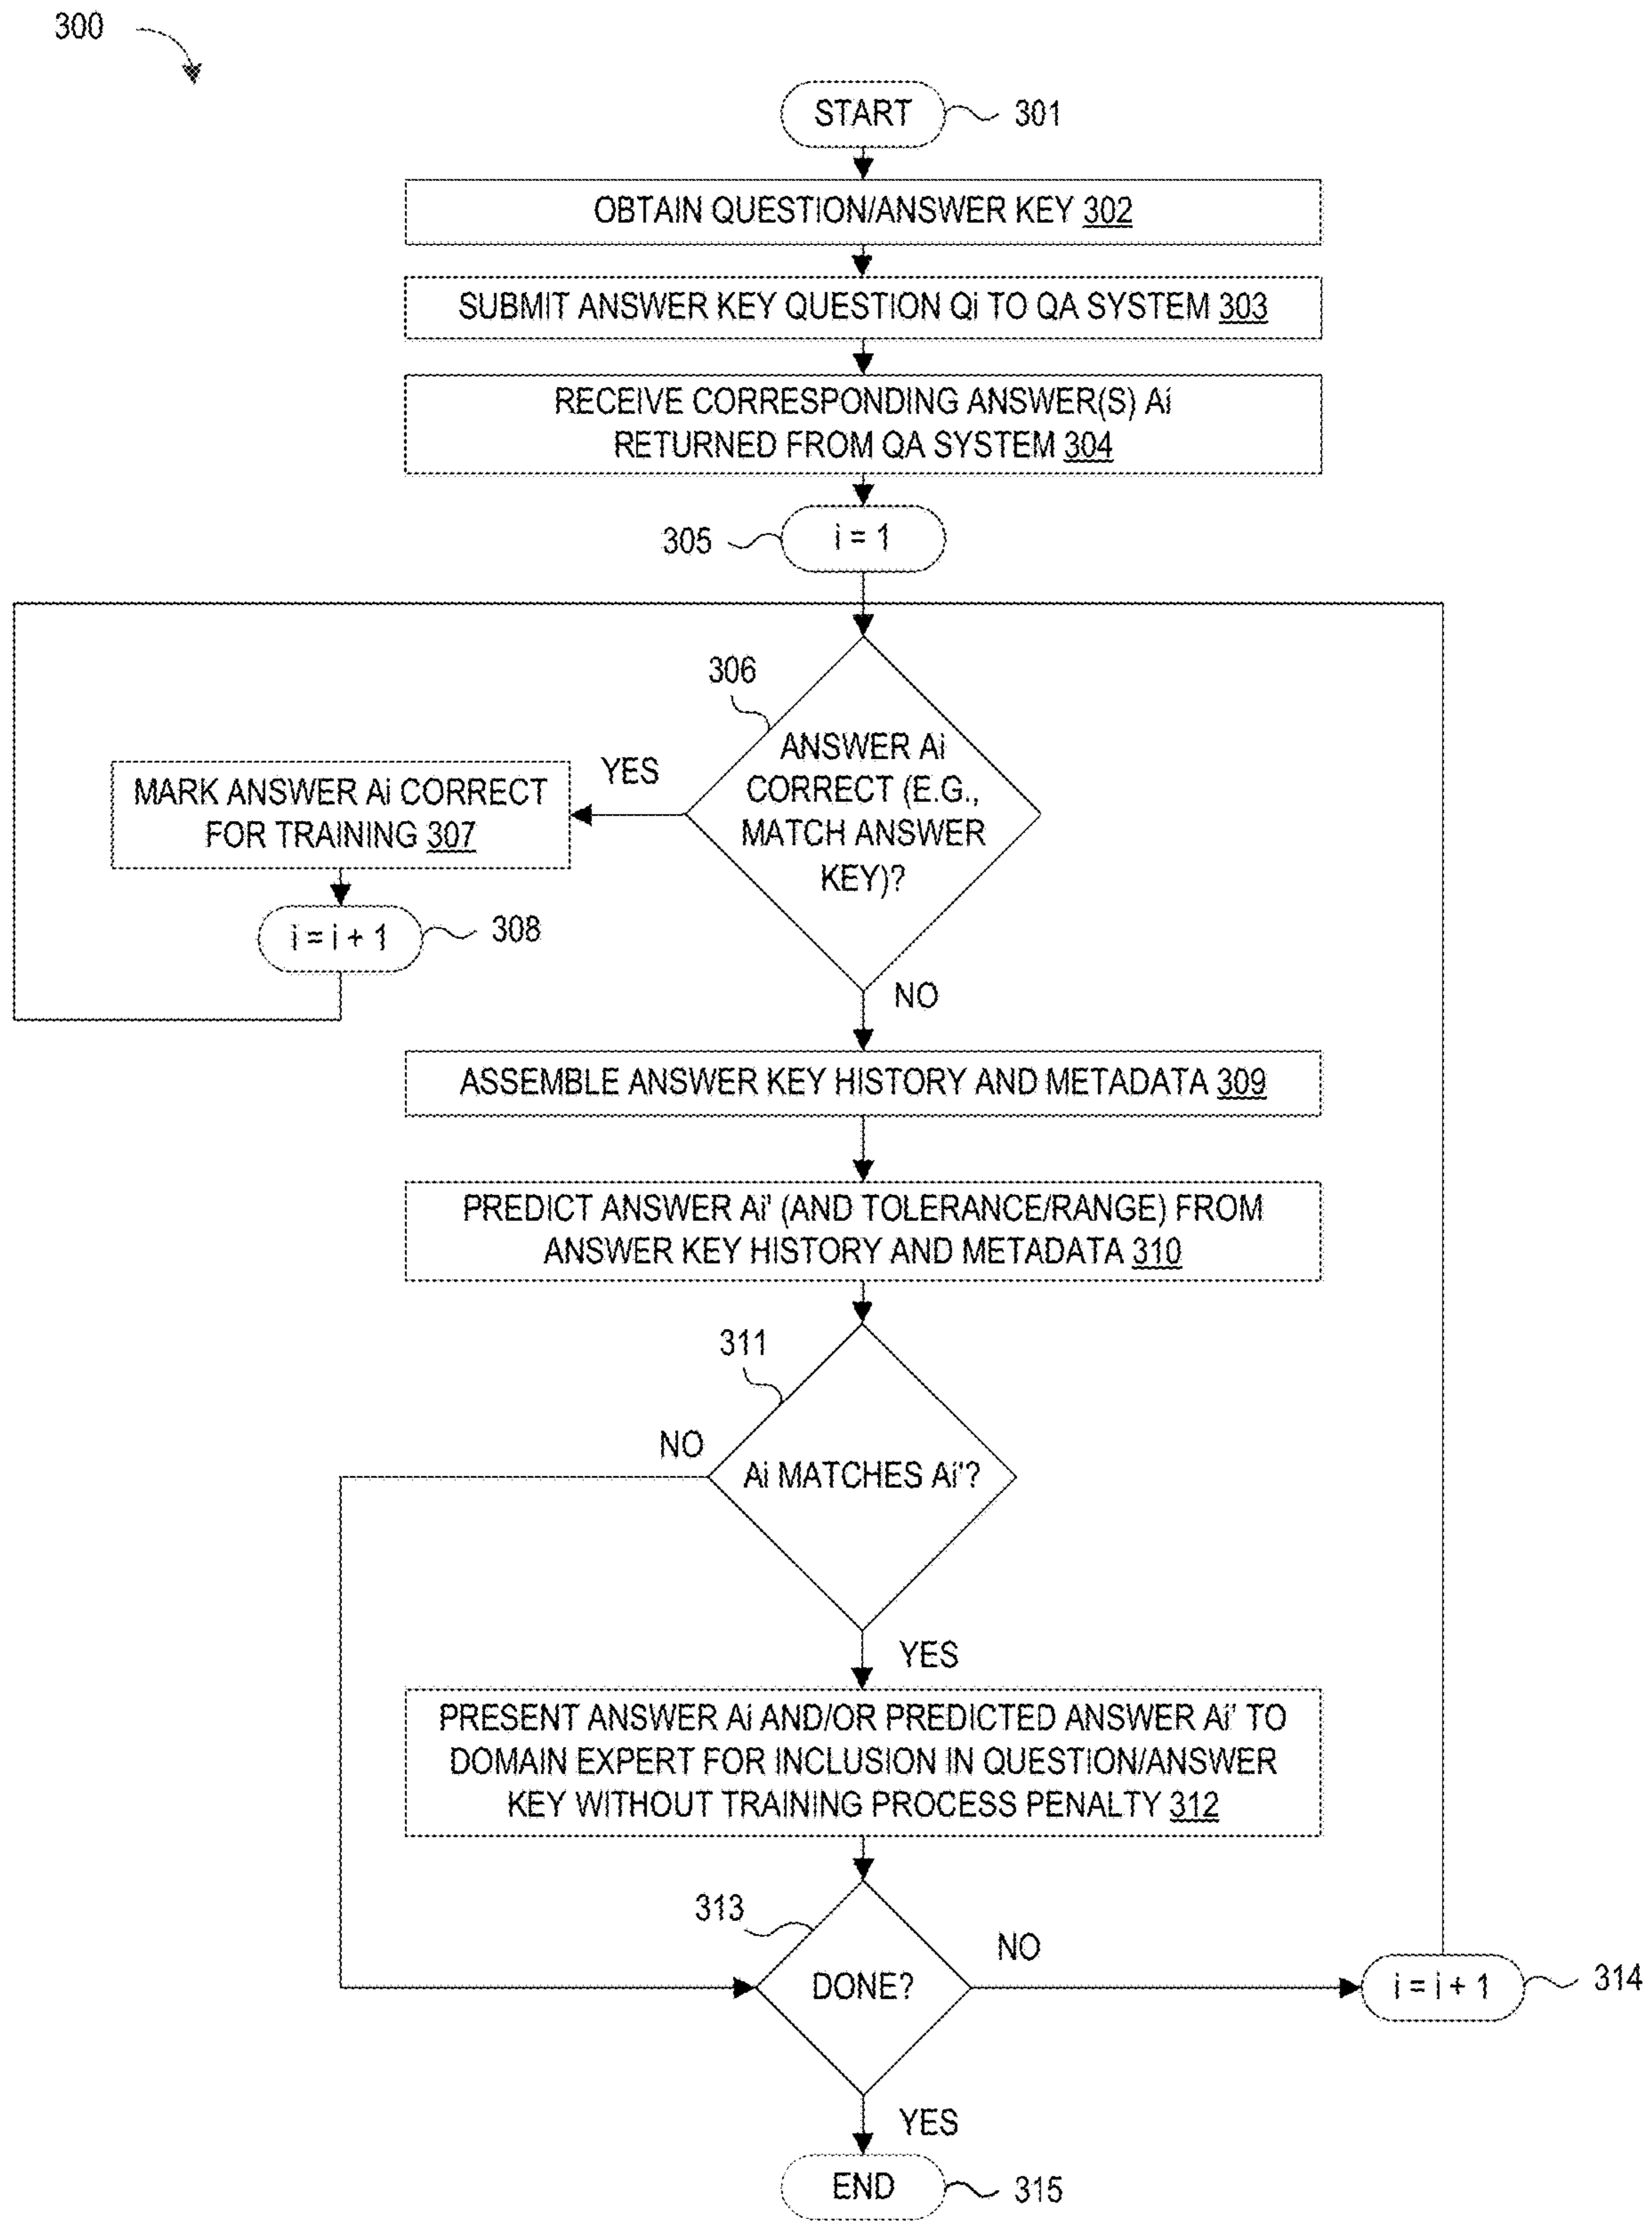 300
START
301
OBTAIN QUESTION/ANSWER KEY 302
SUBMIT ANSWER KEY QUESTION Qi TO QA SYSTEM 303
RECEIVE CORRESPONDING ANSWER(S) Ai
RETURNED FROM QA SYSTEM 304
305
i = 1
306
ANSWER Ai
CORRECT (E.G.,
MATCH ANSWER
KEY)?
YES
MARK ANSWER Ai CORRECT
FOR TRAINING 307
i = i + 1
308
NO
ASSEMBLE ANSWER KEY HISTORY AND METADATA 309
PREDICT ANSWER Ai' (AND TOLERANCE/RANGE) FROM
ANSWER KEY HISTORY AND METADATA 310
311
NO
Ai MATCHES Ai'?
YES
PRESENT ANSWER Ai AND/OR PREDICTED ANSWER Ai' TO
DOMAIN EXPERT FOR INCLUSION IN QUESTION/ANSWER
KEY WITHOUT TRAINING PROCESS PENALTY 312
313
DONE?
NO
i = i + 1
314
YES
END
315